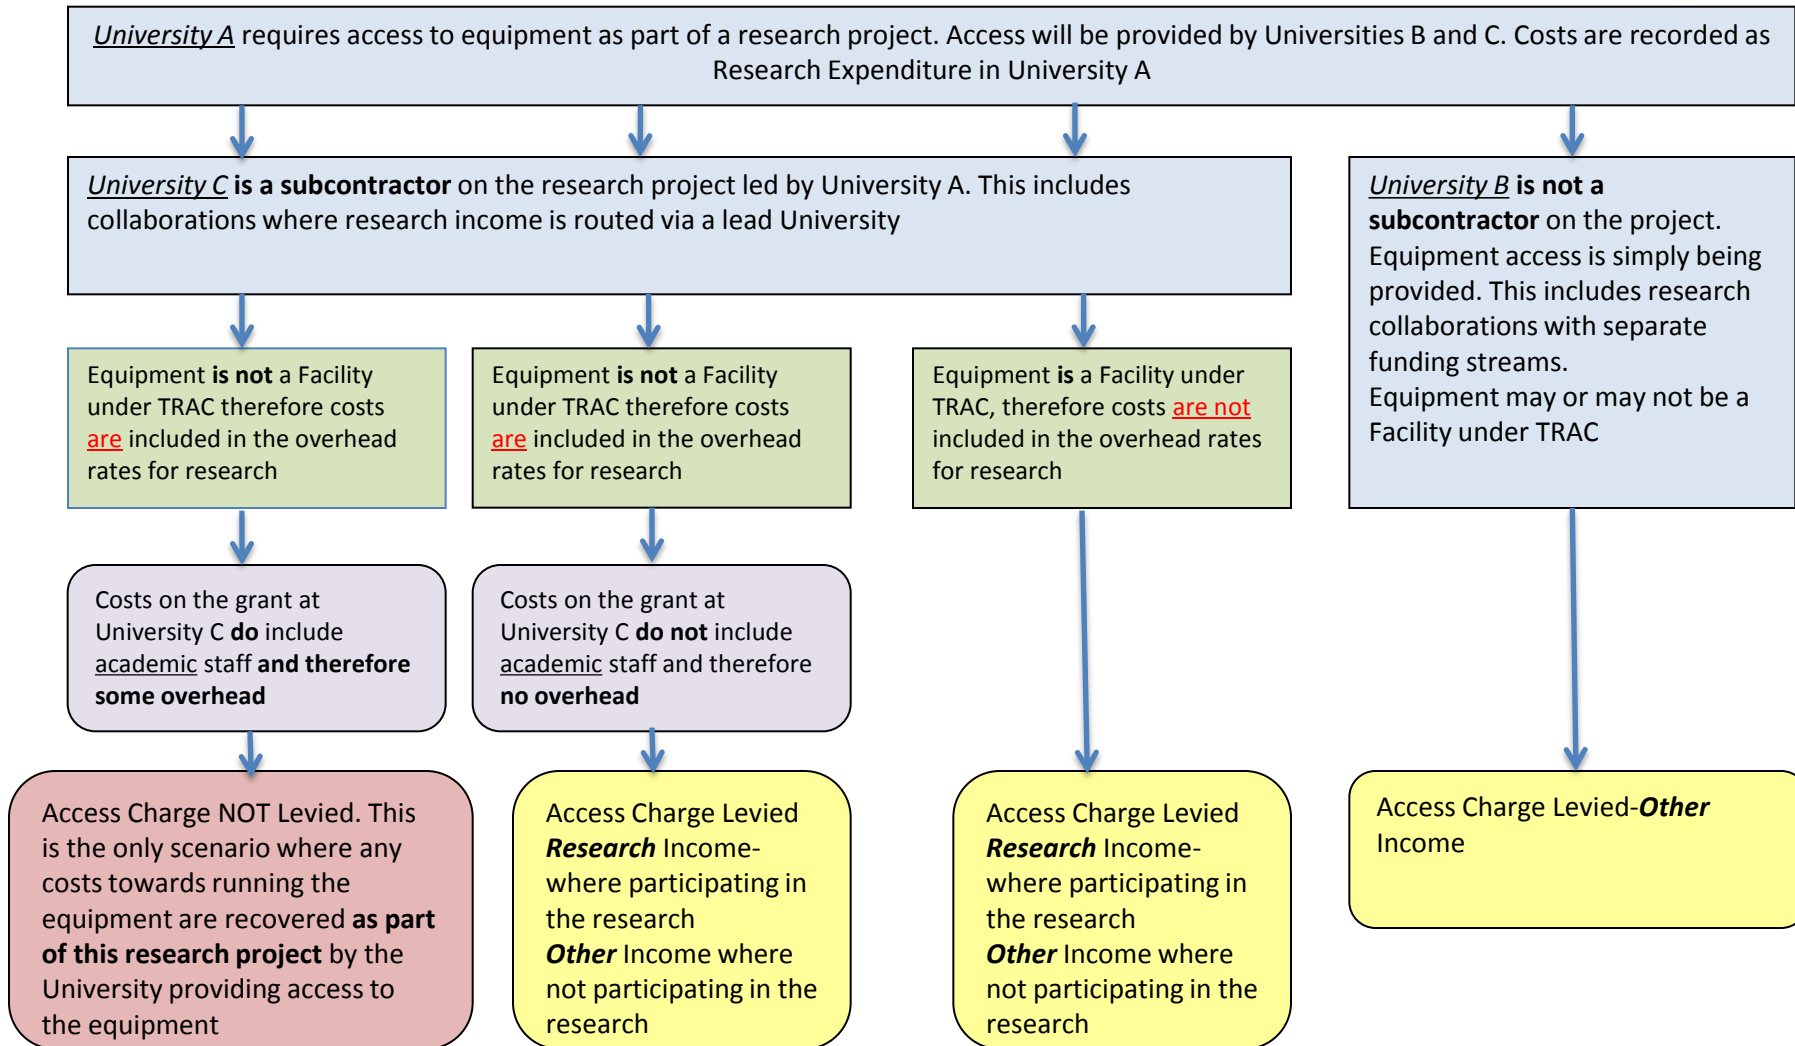 University A requires access to equipment as part of a research project. Access will be provided by Universities B and C. Costs are recorded as
Research Expenditure in University A
University C is a subcontractor on the research project led by University A. This includes
collaborations where research income is routed via a lead University
University B is not a
subcontractor on the project.
Equipment access is simply being
provided. This includes research
collaborations with separate
funding streams.
Equipment may or may not be a
Facility under TRAC
Equipment is not a Facility
under TRAC therefore costs
are included in the overhead
rates for research
Equipment is not a Facility
under TRAC therefore costs
are included in the overhead
rates for research
Equipment is a Facility under
TRAC, therefore costs are not
included in the overhead rates
for research
Costs on the grant at
University C do include
academic staff and therefore
some overhead
Costs on the grant at
University C do not include
academic staff and therefore
no overhead
Access Charge NOT Levied. This
is the only scenario where any
costs towards running the
equipment are recovered as part
of this research project by the
University providing access to
the equipment
Access Charge Levied
Research Income-
where participating in
the research
Other Income where
not participating in the
research
Access Charge Levied
Research Income-
where participating in
the research
Other Income where
not participating in the
research
Access Charge Levied-Other
Income